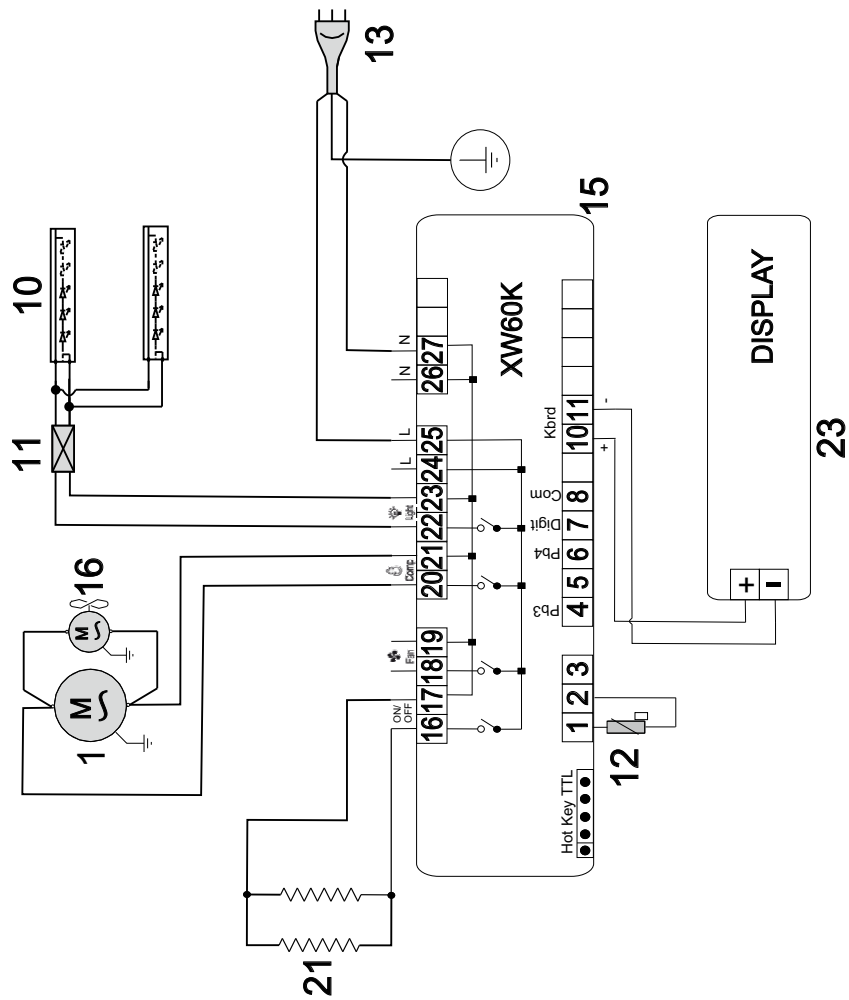 13
10
11
16
M
M
1
21
15
XW60K
N
N
L
L
Light
Comp
Fan
ON/
OFF
16 17 18 19
20 21 22 23 24 25
26 27
Kbrd
+
-
Com
Digit
Pb4
Pb3
1 2 3
4 5 6 7 8
10 11
Hot Key TTL
12
DISPLAY
+
-
23